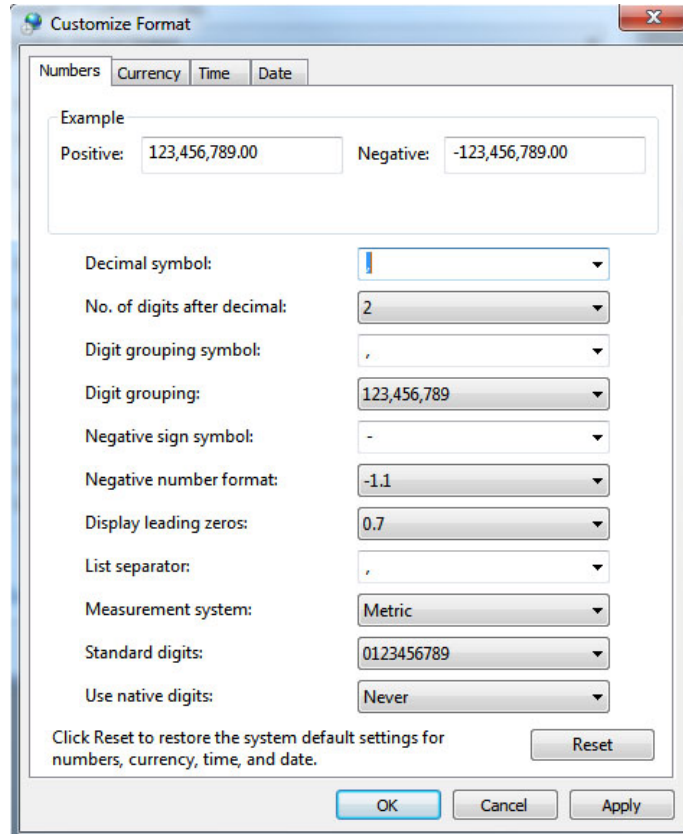 Customize Format
Numbers Currency Time Date
Example
Positive: 123,456,789.00 Negative: -123,456,789.00
Decimal symbol: ,
No. of digits after decimal: 2
Digit grouping symbol: ,
Digit grouping: 123,456,789
Negative sign symbol: -
Negative number format: -1.1
Display leading zeros: 0.7
List separator: ,
Measurement system: Metric
Standard digits: 0123456789
Use native digits: Never
Click Reset to restore the system default settings for
numbers, currency, time, and date.
Reset
OK Cancel Apply